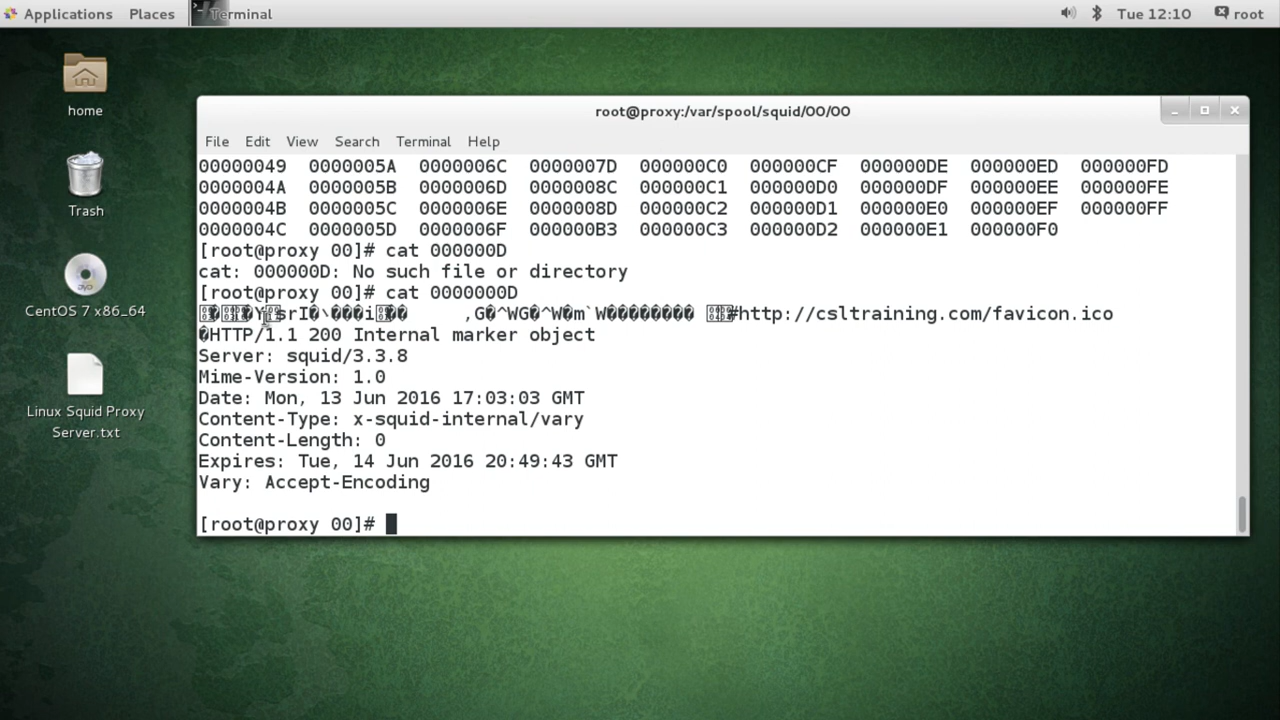 Applications Places Terminal Tue 12:10 root
home
Trash
CentOS 7 x86_64
Linux Squid Proxy
Server.txt
root@proxy:/var/spool/squid/00/00
File Edit View Search Terminal Help
00000049 0000005A 0000006C 0000007D 000000C0 000000CF 000000DE 000000ED 000000FD
0000004A 0000005B 0000006D 0000008C 000000C1 000000D0 000000DF 000000EE 000000FE
0000004B 0000005C 0000006E 0000008D 000000C2 000000D1 000000E0 000000EF 000000FF
0000004C 0000005D 0000006F 000000B3 000000C3 000000D2 000000E1 000000F0
[root@proxy 00]# cat 000000D
cat: 000000D: No such file or directory
[root@proxy 00]# cat 0000000D
,G�^WG�^W�m`W��������� #http://csltraining.com/favicon.ico
�HTTP/1.1 200 Internal marker object
Server: squid/3.3.8
Mime-Version: 1.0
Date: Mon, 13 Jun 2016 17:03:03 GMT
Content-Type: x-squid-internal/vary
Content-Length: 0
Expires: Tue, 14 Jun 2016 20:49:43 GMT
Vary: Accept-Encoding
[root@proxy 00]#